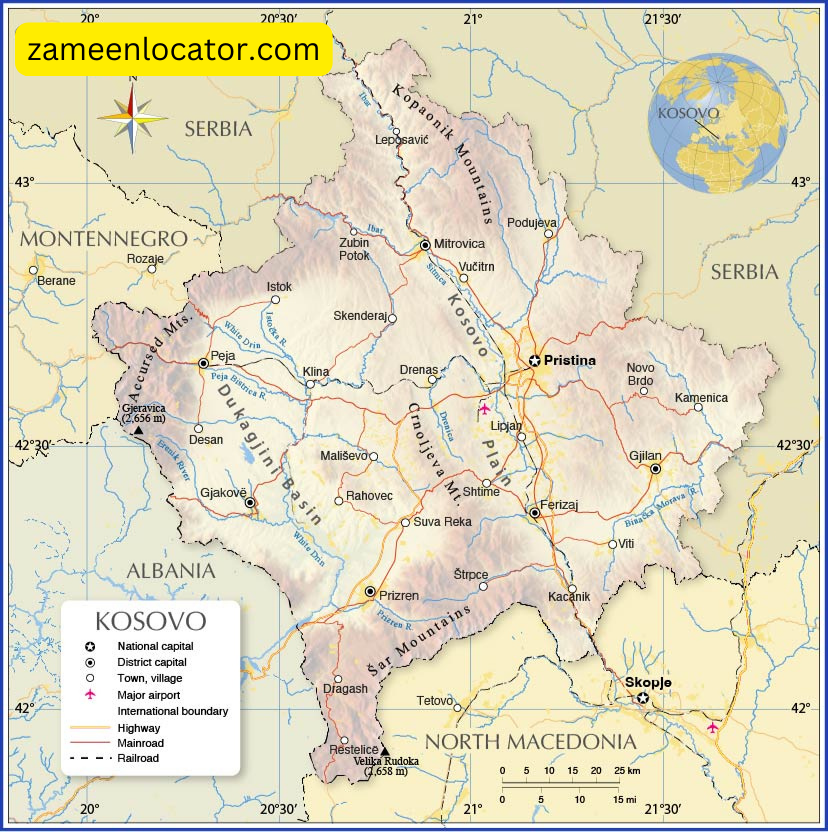 20°
20°30'
21°
21°30'
zameenlocator.com
N
SERBIA
KOSOVO
Ibar
Kopaonik Mountains
Leposavić
43°
43°
MONTENNEGRO
Rozaje
Berane
Ibar
Zubin
Potok
Mitrovica
Podujeva
Sitnica
Vučitrn
SERBIA
Istok
Skenderaj
Kosovo
Plain
Accursed Mts.
White Drin
Istočka R.
Peja
Peja Bistrica R.
Klina
Drenas
Pristina
Novo
Brdo
Kamenica
Gjeravica
(2,656 m)
Desan
Dukagjini Basin
Crnoljeva Mt.
Drenica
Lipjan
42°30'
42°30'
Erenik River
Mališevo
Gjilan
Gjakovë
Rahovec
Shtime
Suva Reka
Ferizaj
Binačka Morava (R.
White Drin
Viti
ALBANIA
Štrpce
Kačanik
Prizren
Prizren R.
Šar Mountains
KOSOVO
National capital
District capital
Town, village
Major airport
International boundary
Highway
Mainroad
Railroad
Dragash
Skopje
Tetovo
42°
42°
Restelicë
Velika Rudoka
(2,658 m)
NORTH MACEDONIA
0 5 10 15 20 25 km
0 5 10 15 mi
20°
20°30'
21°
21°30'